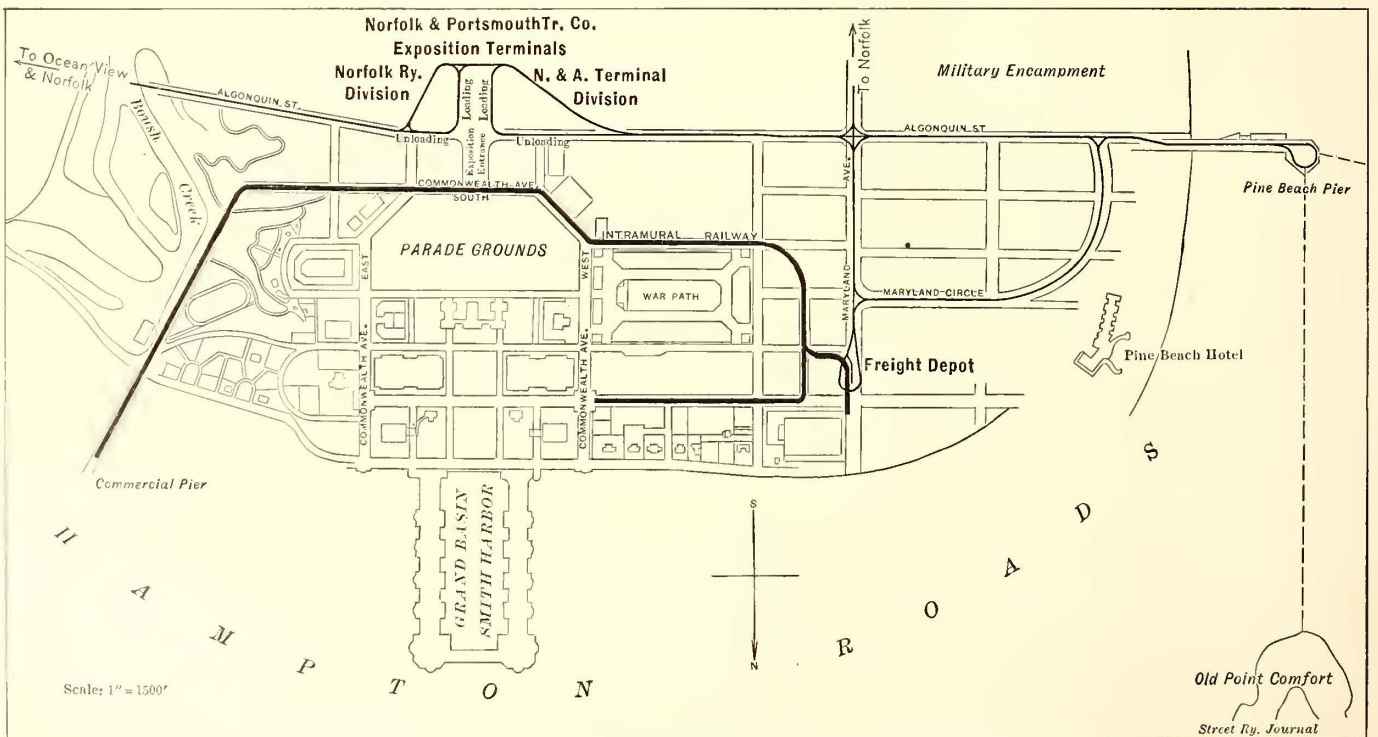 Norfolk & Portsmouth Tr. Co.
Exposition Terminals
Norfolk Ry.
Division
N. & A. Terminal
Division
To Ocean View
& Norfolk
ALGONQUIN ST.
Boush
Creek
Unloading
Loading
Loading
Exposition
Entrance
Unloading
To Norfolk
Military Encampment
ALGONQUIN ST
Pine Beach Pier
COMMONWEALTH AVE.
SOUTH
PARADE GROUNDS
INTRAMURAL RAILWAY
WAR PATH
EAST
COMMONWEALTH AVE.
WEST
COMMONWEALTH AVE.
MARYLAND
AVE.
MARYLAND CIRCLE
Freight Depot
Pine Beach Hotel
Commercial Pier
GRAND BASIN
SMITH HARBOR
S
N
HAMPTON
ROADS
Scale: 1" = 1500'
Old Point Comfort
Street Ry. Journal